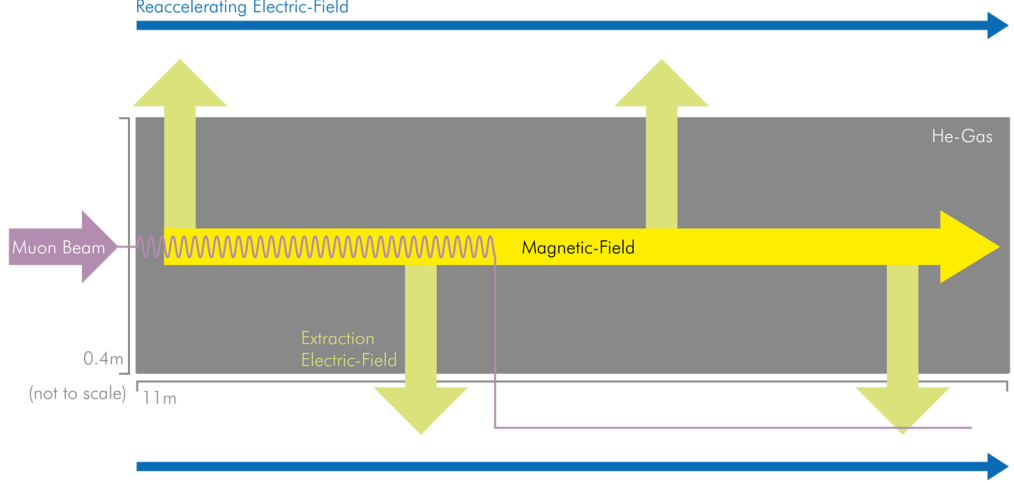 Reaccelerating Electric-Field
He-Gas
Muon Beam
Magnetic-Field
Extraction
Electric-Field
0.4m
(not to scale)
11m